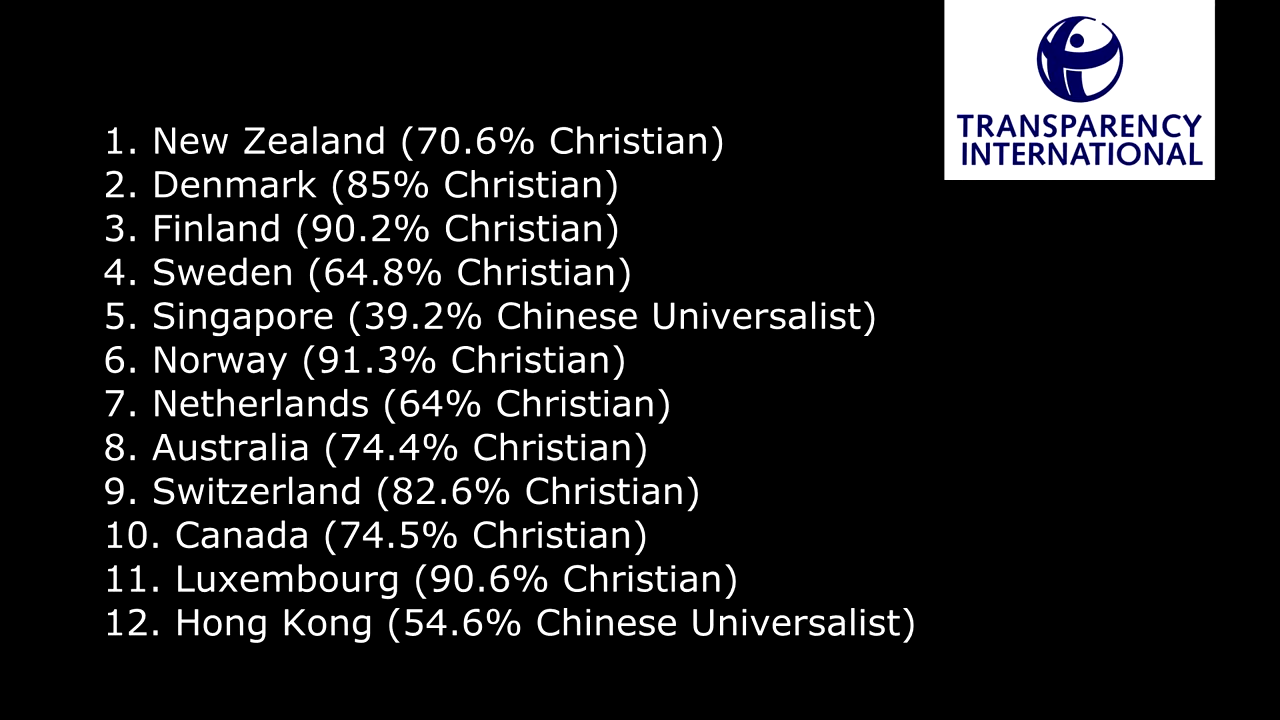 TRANSPARENCY
INTERNATIONAL
1. New Zealand (70.6% Christian)
2. Denmark (85% Christian)
3. Finland (90.2% Christian)
4. Sweden (64.8% Christian)
5. Singapore (39.2% Chinese Universalist)
6. Norway (91.3% Christian)
7. Netherlands (64% Christian)
8. Australia (74.4% Christian)
9. Switzerland (82.6% Christian)
10. Canada (74.5% Christian)
11. Luxembourg (90.6% Christian)
12. Hong Kong (54.6% Chinese Universalist)